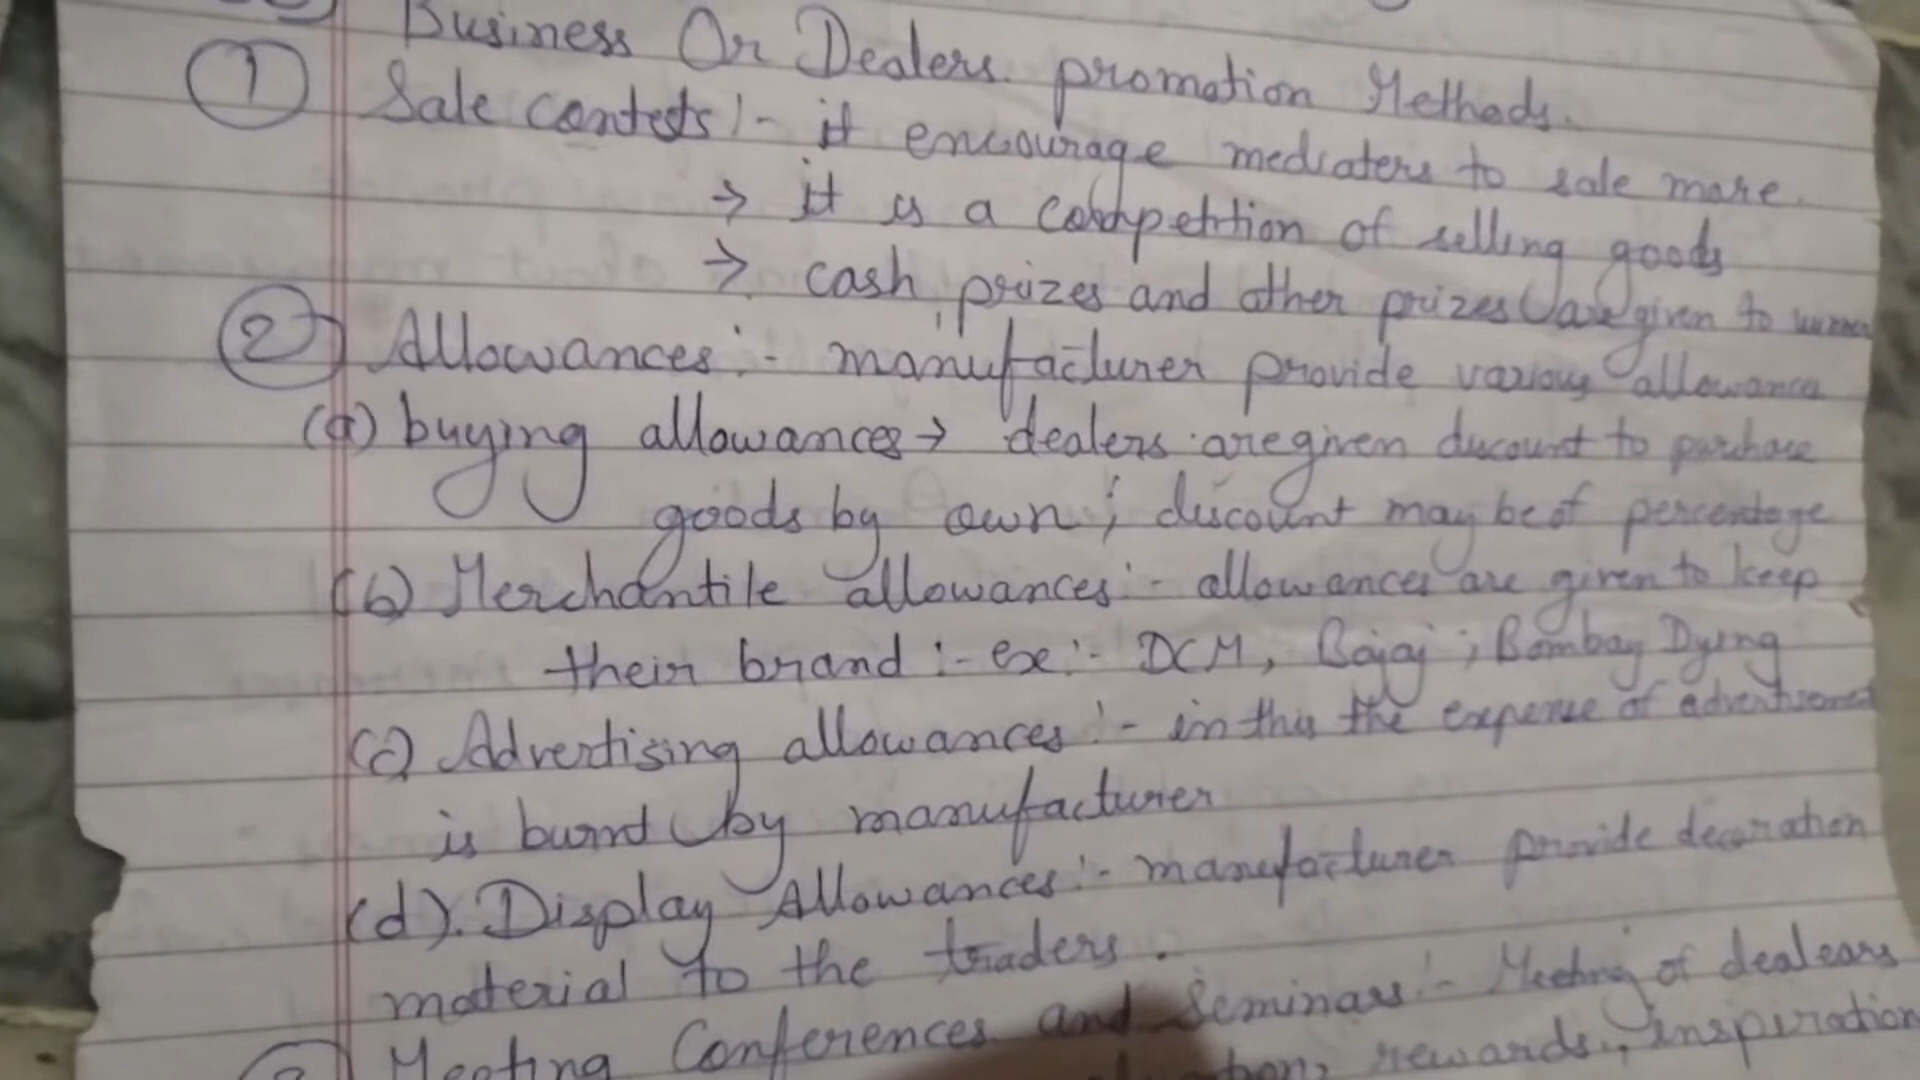 Business Or Dealers promotion Methods.
① Sale contests :- it encourage mediaters to sale more.
→ it is a competition of selling goods
→ cash prizes and other prizes are given to
② Allowances :- manufacturer provide various allowance
(a) buying allowances → dealers are given discount to purchase
goods by own ; discount may be of percentage
(b) Merchantile allowances :- allowances are given to keep
their brand :- ex :- DCM, Bajaj ; Bombay Dyeng
(c) Advertising allowances :- in this the expense of advertisement
is burnt by manufacturer
(d). Display Allowances :- manufacturer provide decoration
material to the traders.
Meeting Conferences and Seminars :- Meeting of dealears
rewards, inspiration